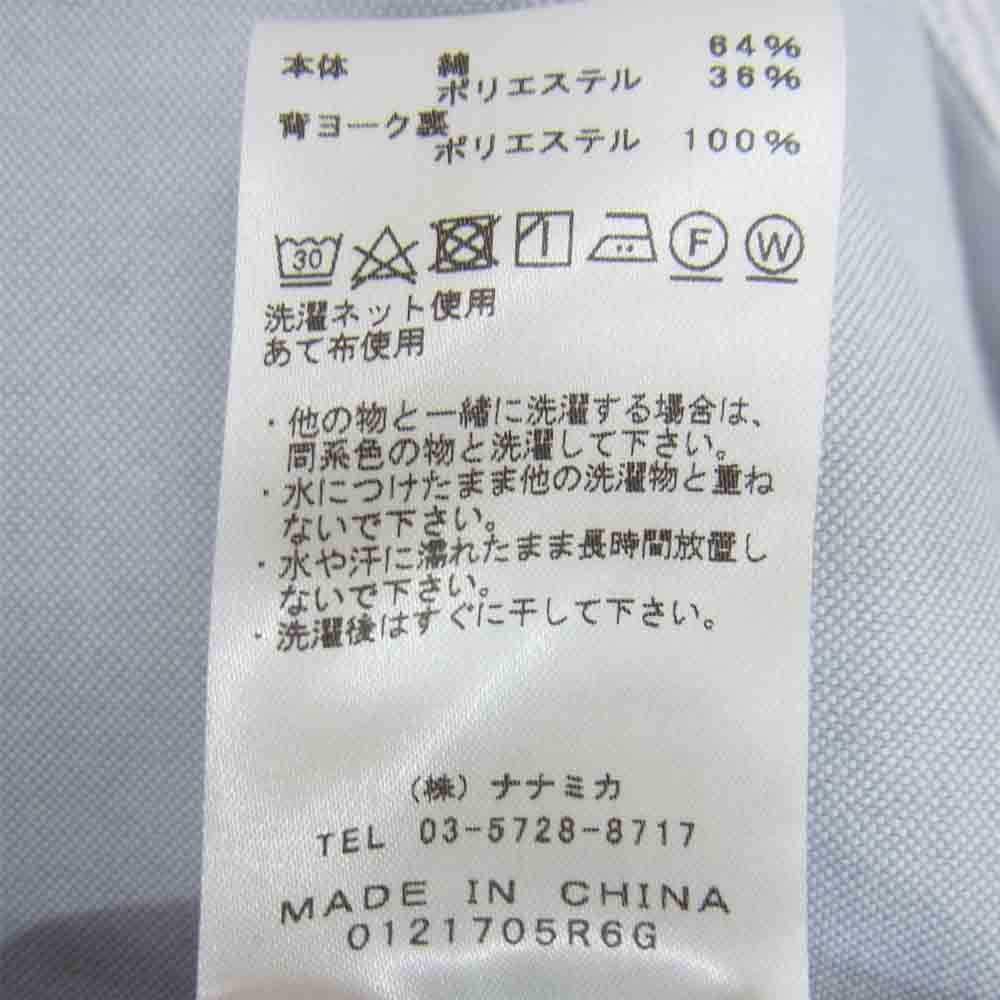 本体 綿 64%
ポリエステル 36%
背ヨーク裏
ポリエステル 100%
30 F W
洗濯ネット使用
あて布使用
・他の物と一緒に洗濯する場合は、
同系色の物と洗濯して下さい。
・水につけたまま他の洗濯物と重ね
ないで下さい。
・水や汗に濡れたまま長時間放置し
ないで下さい。
・洗濯後はすぐに干して下さい。
(株) ナナミカ
TEL 03-5728-8717
MADE IN CHINA
0121705R6G